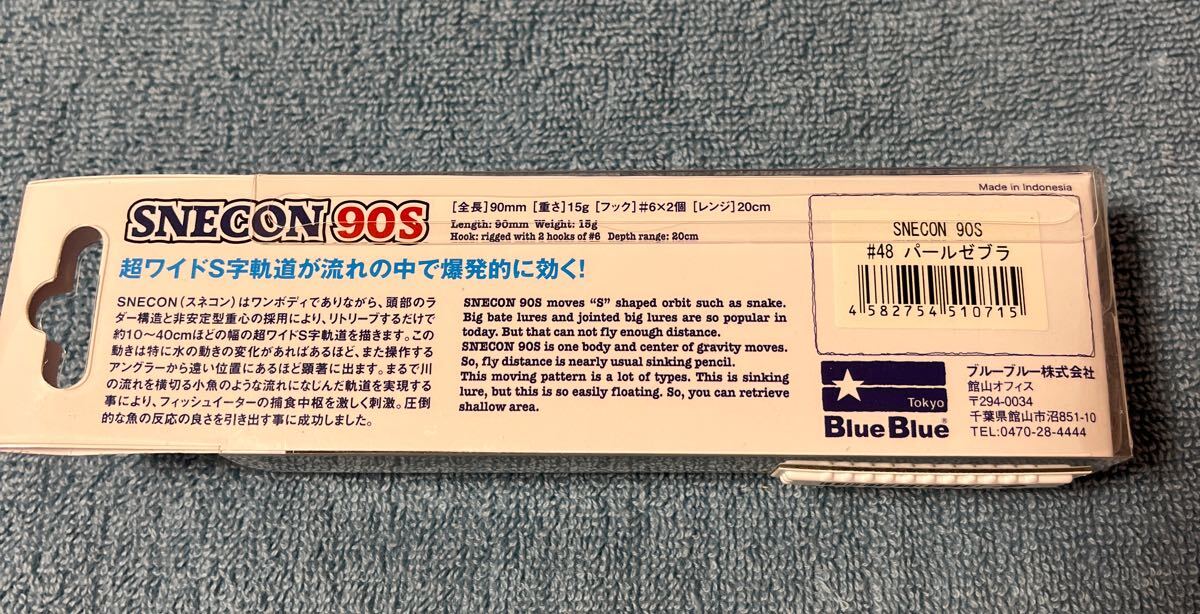 Made in Indonesia
SNECON 90S
[全長]90mm [重さ]15g [フック]#6×2個 [レンジ]20cm
Length: 90mm Weight: 15g
Hook: rigged with 2 hooks of #6 Depth range: 20cm
超ワイドS字軌道が流れの中で爆発的に効く!
SNECON(スネコン)はワンボディでありながら、頭部のラ
ダー構造と非安定型重心の採用により、リトリーブするだけで
約10〜40cmほどの幅の超ワイドS字軌道を描きます。この
動きは特に水の動きの変化があればあるほど、また操作する
アングラーから遠い位置にあるほど顕著に出ます。まるで川
の流れを横切る小魚のような流れになじんだ軌道を実現する
事により、フィッシュイーターの捕食中枢を激しく刺激。圧倒
的な魚の反応の良さを引き出す事に成功しました。
SNECON 90S moves "S" shaped orbit such as snake.
Big bate lures and jointed big lures are so popular in
today. But that can not fly enough distance.
SNECON 90S is one body and center of gravity moves.
So, fly distance is nearly usual sinking pencil.
This moving pattern is a lot of types. This is sinking
lure, but this is so easily floating. So, you can retrieve
shallow area.
SNECON 90S
#48 パールゼブラ
4 582754 510715
Tokyo
BlueBlue®
ブルーブルー株式会社
館山オフィス
〒294-0034
千葉県館山市沼851-10
TEL:0470-28-4444